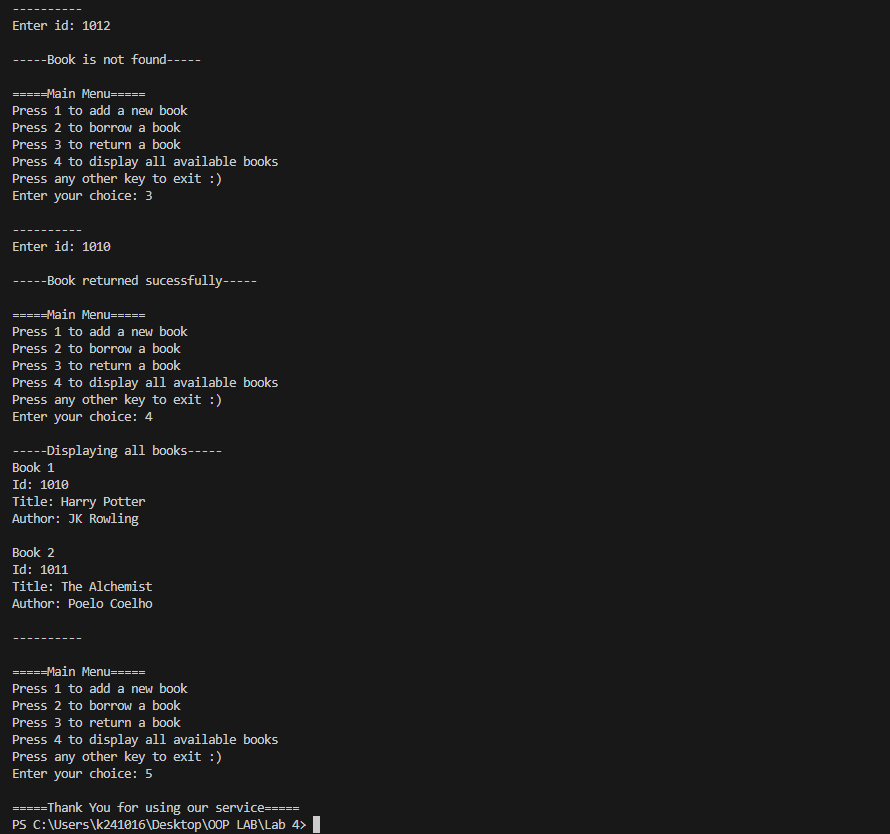 ----------
Enter id: 1012
-----Book is not found-----
=====Main Menu=====
Press 1 to add a new book
Press 2 to borrow a book
Press 3 to return a book
Press 4 to display all available books
Press any other key to exit :)
Enter your choice: 3
----------
Enter id: 1010
-----Book returned sucessfully-----
=====Main Menu=====
Press 1 to add a new book
Press 2 to borrow a book
Press 3 to return a book
Press 4 to display all available books
Press any other key to exit :)
Enter your choice: 4
-----Displaying all books-----
Book 1
Id: 1010
Title: Harry Potter
Author: JK Rowling
Book 2
Id: 1011
Title: The Alchemist
Author: Poelo Coelho
----------
=====Main Menu=====
Press 1 to add a new book
Press 2 to borrow a book
Press 3 to return a book
Press 4 to display all available books
Press any other key to exit :)
Enter your choice: 5
=====Thank You for using our service=====
PS C:\Users\k241016\Desktop\OOP LAB\Lab 4>